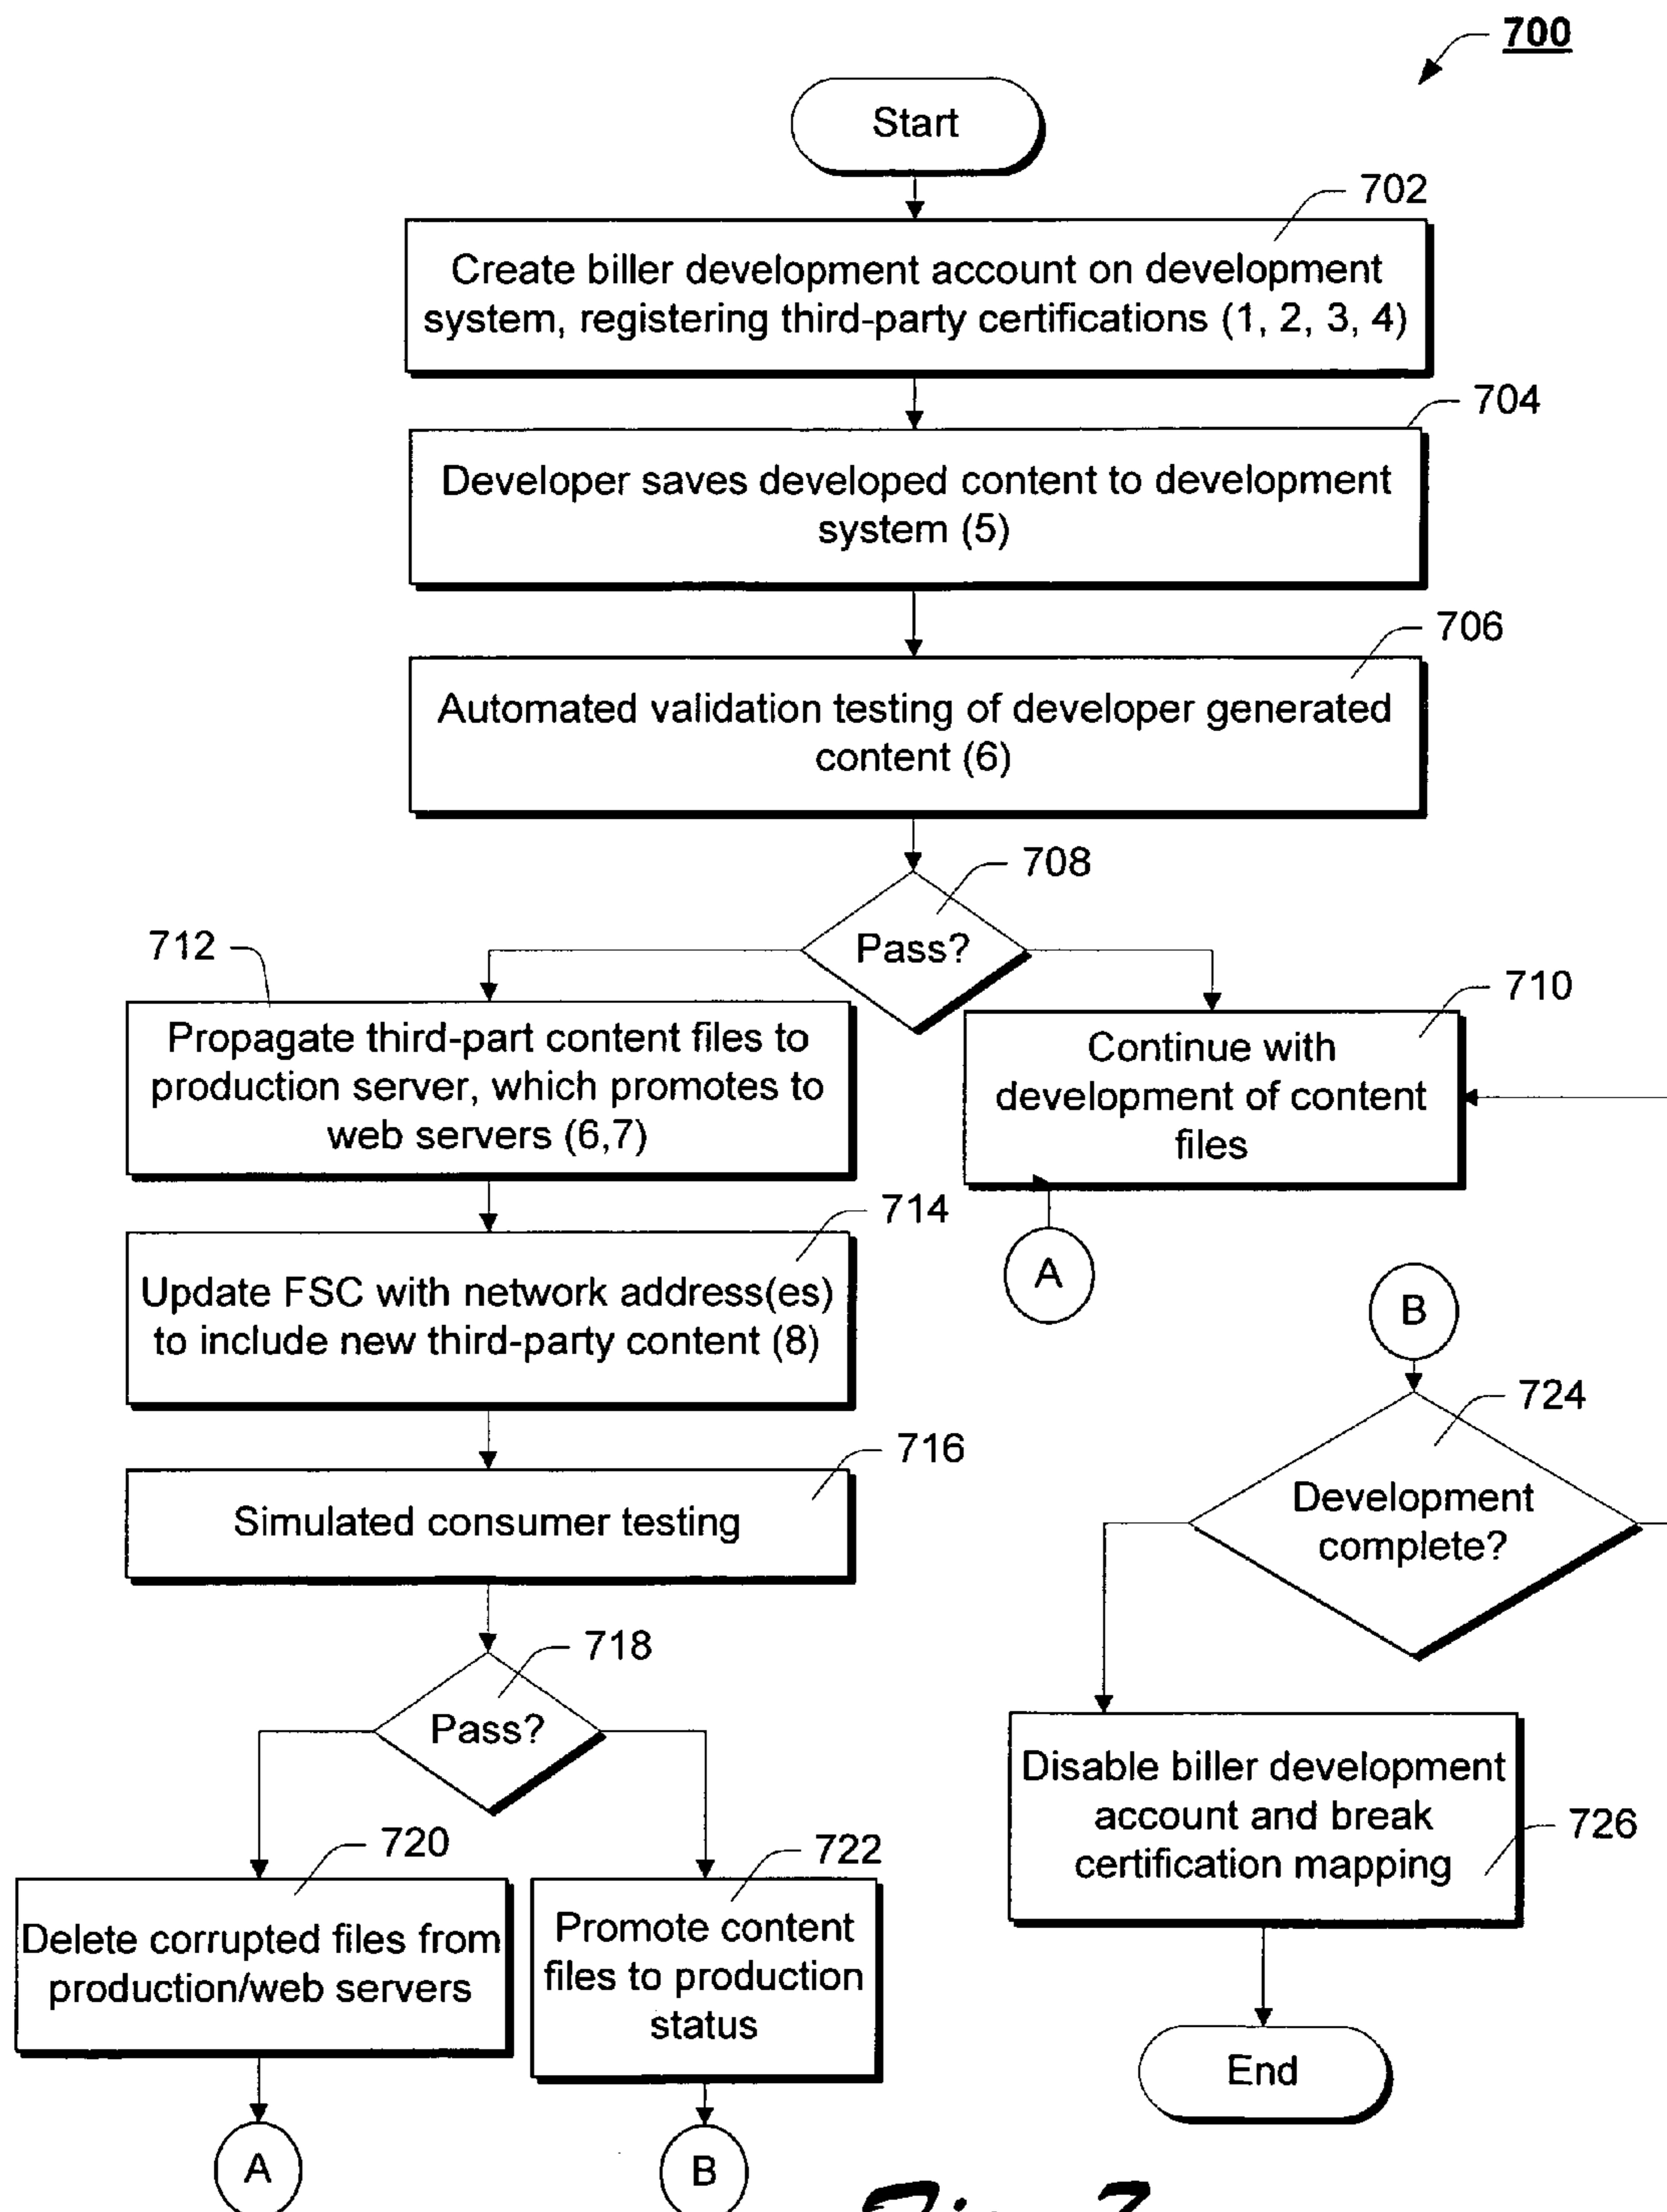 700
Start
702
Create biller development account on development
system, registering third-party certifications (1, 2, 3, 4)
704
Developer saves developed content to development
system (5)
706
Automated validation testing of developer generated
content (6)
708
Pass?
712
Propagate third-part content files to
production server, which promotes to
web servers (6,7)
710
Continue with
development of content
files
A
714
Update FSC with network address(es)
to include new third-party content (8)
B
724
Development
complete?
716
Simulated consumer testing
718
Pass?
720
Delete corrupted files from
production/web servers
A
722
Promote content
files to production
status
B
Disable biller development
account and break
certification mapping
726
End
Fig. 7